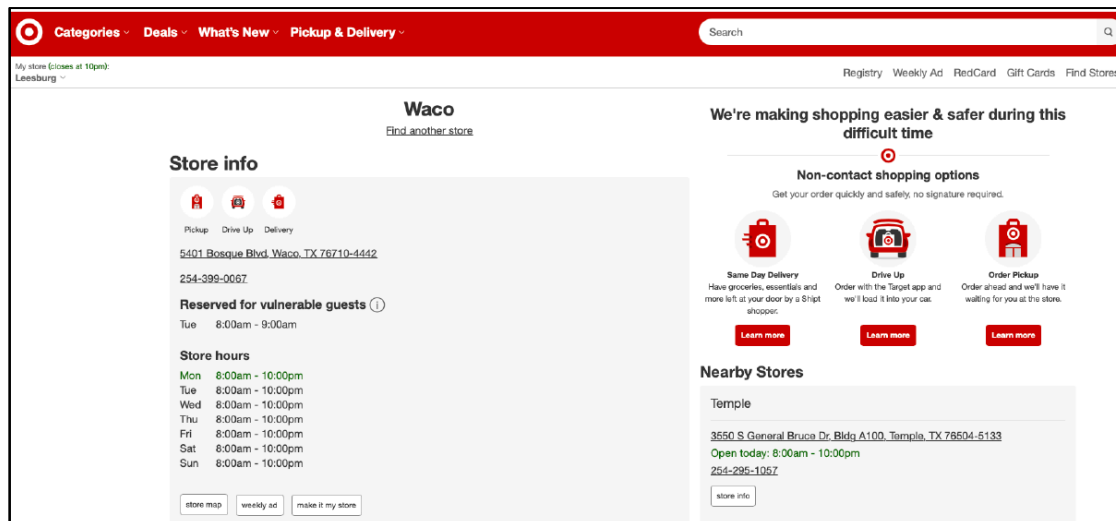 Categories Deals What's New Pickup & Delivery Search
My store (closes at 10pm):
Leesburg
Registry Weekly Ad RedCard Gift Cards Find Stores
Waco
Find another store
Store info
Pickup Drive Up Delivery
5401 Bosque Blvd, Waco, TX 76710-4442
254-399-0067
Reserved for vulnerable guests
Tue 8:00am - 9:00am
Store hours
Mon 8:00am - 10:00pm
Tue 8:00am - 10:00pm
Wed 8:00am - 10:00pm
Thu 8:00am - 10:00pm
Fri 8:00am - 10:00pm
Sat 8:00am - 10:00pm
Sun 8:00am - 10:00pm
store map weekly ad make it my store
We're making shopping easier & safer during this
difficult time
Non-contact shopping options
Get your order quickly and safely, no signature required.
Same Day Delivery
Have groceries, essentials and
more left at your door by a Shipt
shopper.
Learn more
Drive Up
Order with the Target app and
we'll load it into your car.
Learn more
Order Pickup
Order ahead and we'll have it
waiting for you at the store.
Learn more
Nearby Stores
Temple
3550 S General Bruce Dr, Bldg A100, Temple, TX 76504-5133
Open today: 8:00am - 10:00pm
254-295-1057
store info